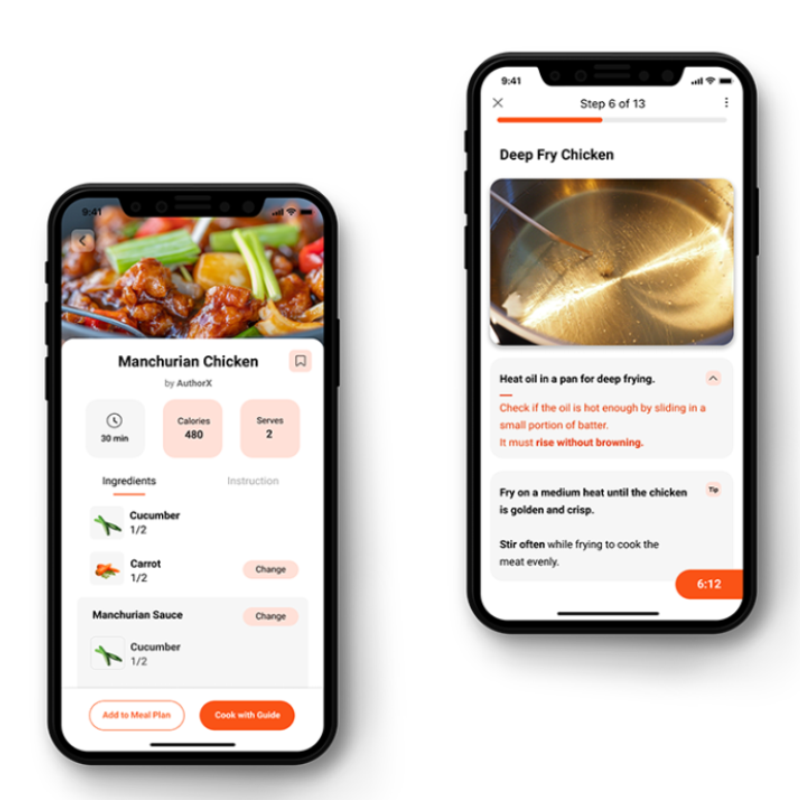 9:41
Manchurian Chicken
by AuthorX
30 min
Calories
480
Serves
2
Ingredients
Instruction
Cucumber
1/2
Carrot
1/2
Change
Manchurian Sauce
Change
Cucumber
1/2
Add to Meal Plan
Cook with Guide
9:41
Step 6 of 13
Deep Fry Chicken
Heat oil in a pan for deep frying.
Check if the oil is hot enough by sliding in a
small portion of batter.
It must rise without browning.
Fry on a medium heat until the chicken
is golden and crisp.
Tip
Stir often while frying to cook the
meat evenly.
6:12